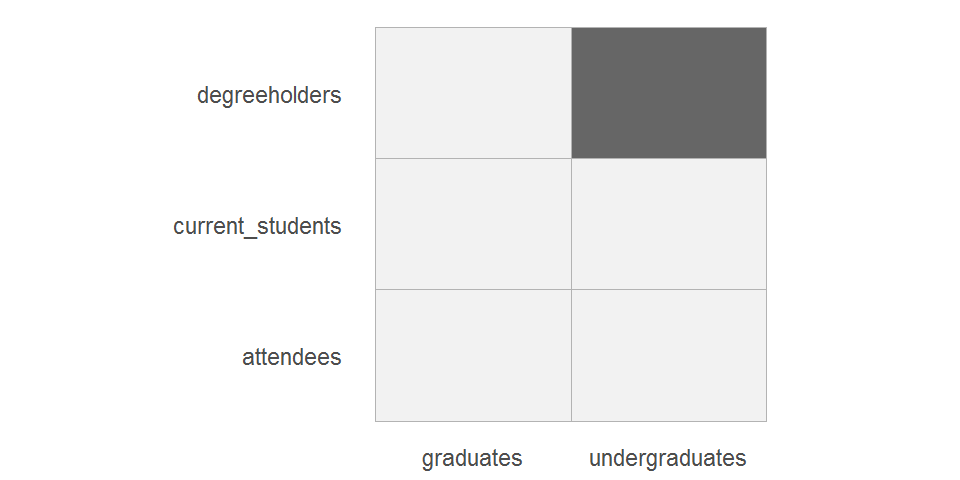 degreeholders
current_students
attendees
graduates
undergraduates